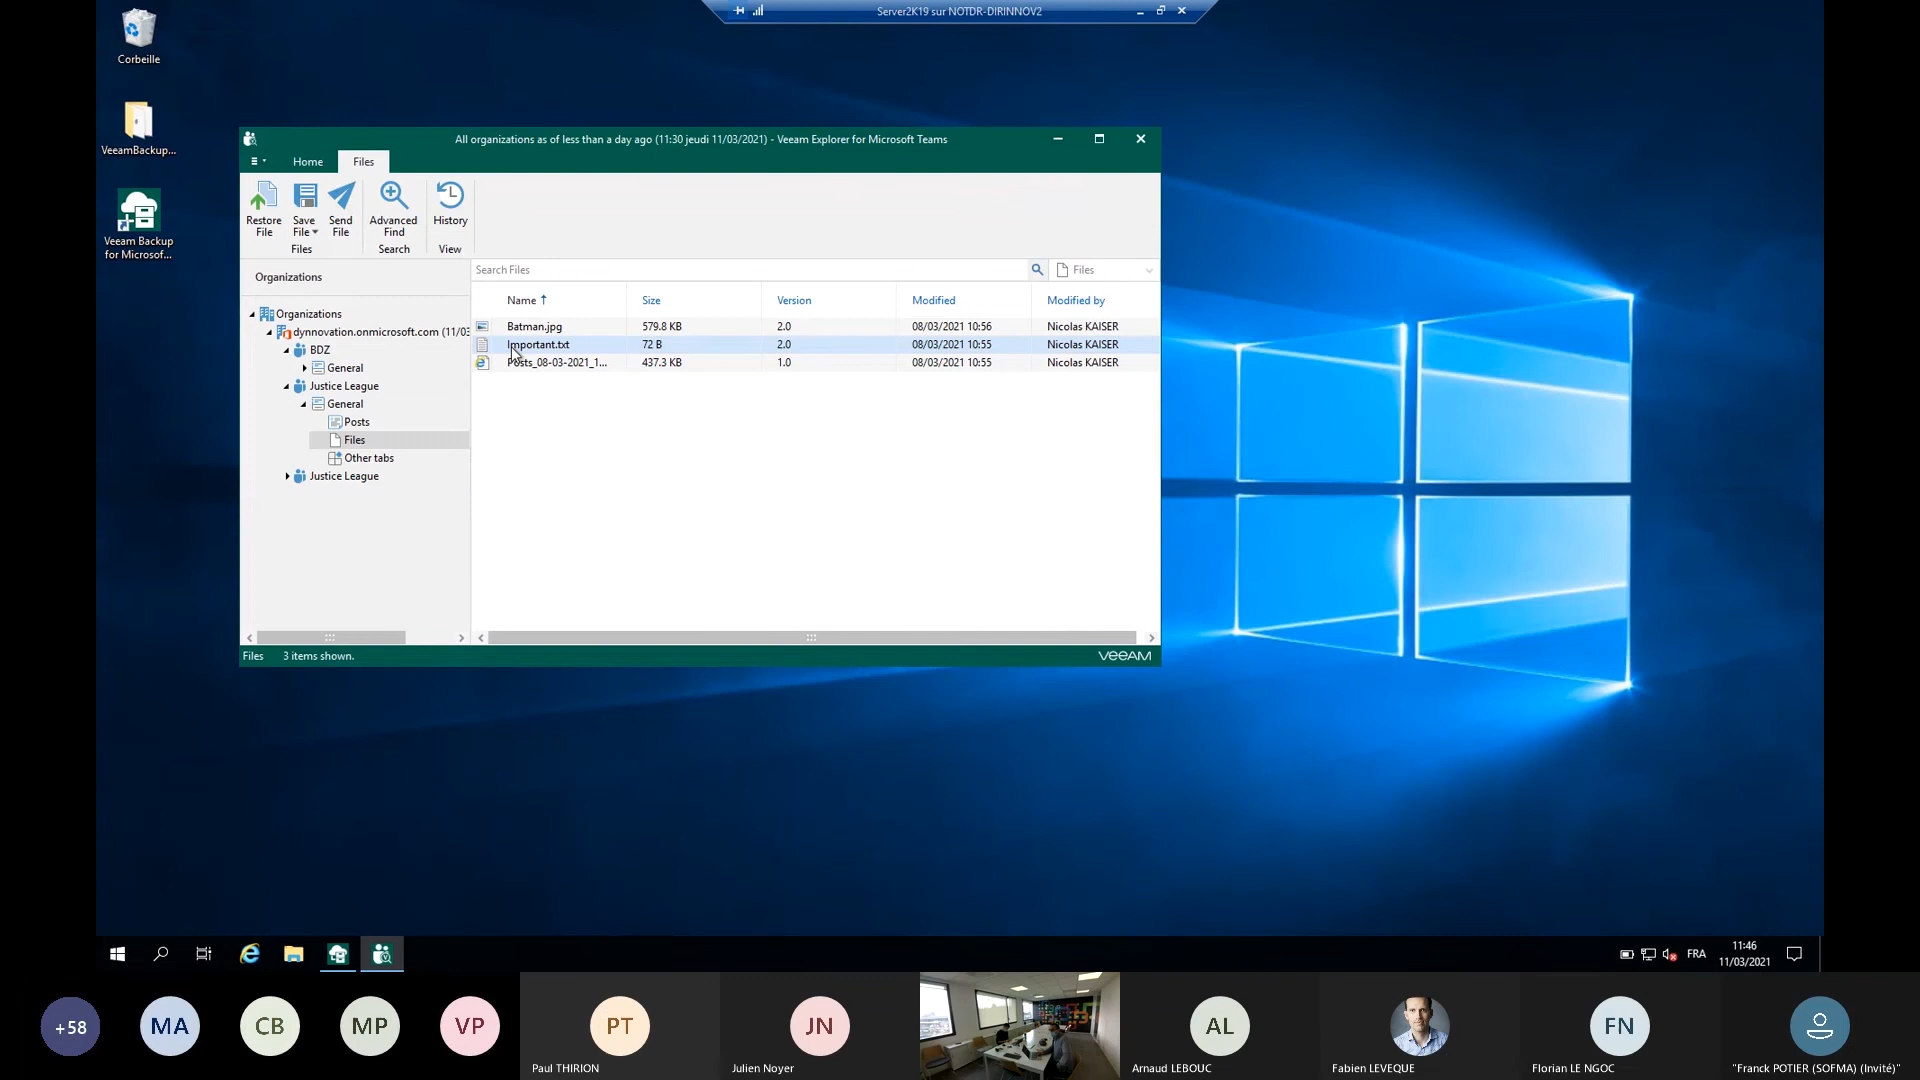 Server2K19 sur NOTDR-DIRINNOV2
Corbeille
VeeamBackup...
Veeam Backup
for Microsof...
All organizations as of less than a day ago (11:30 jeudi 11/03/2021) - Veeam Explorer for Microsoft Teams
Home
Files
Restore
File
Save
File
Send
File
Advanced
Find
History
Files
Search
View
Organizations
Search Files
Files
Organizations
dynnovation.onmicrosoft.com (11/03
BDZ
General
Justice League
General
Posts
Files
Other tabs
Justice League
Name Size Version Modified Modified by
Batman.jpg 579.8 KB 2.0 08/03/2021 10:56 Nicolas KAISER
Important.txt 72 B 2.0 08/03/2021 10:55 Nicolas KAISER
Posts_08-03-2021_1... 437.3 KB 1.0 08/03/2021 10:55 Nicolas KAISER
Files 3 items shown.
VEEAM
FRA
11:46
11/03/2021
+58
MA
CB
MP
VP
PT
Paul THIRION
JN
Julien Noyer
AL
Arnaud LEBOUC
Fabien LEVEQUE
FN
Florian LE NGOC
"Franck POTIER (SOFMA) (Invité)"